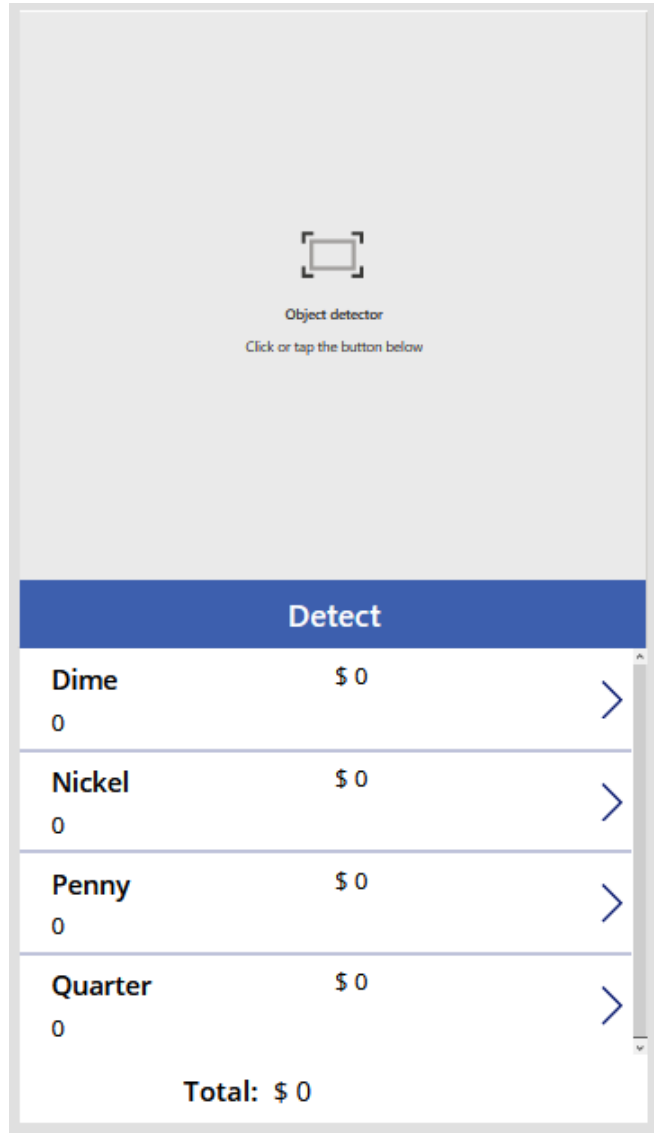 Object detector
Click or tap the button below
Detect
Dime $ 0
0
Nickel $ 0
0
Penny $ 0
0
Quarter $ 0
0
Total: $ 0